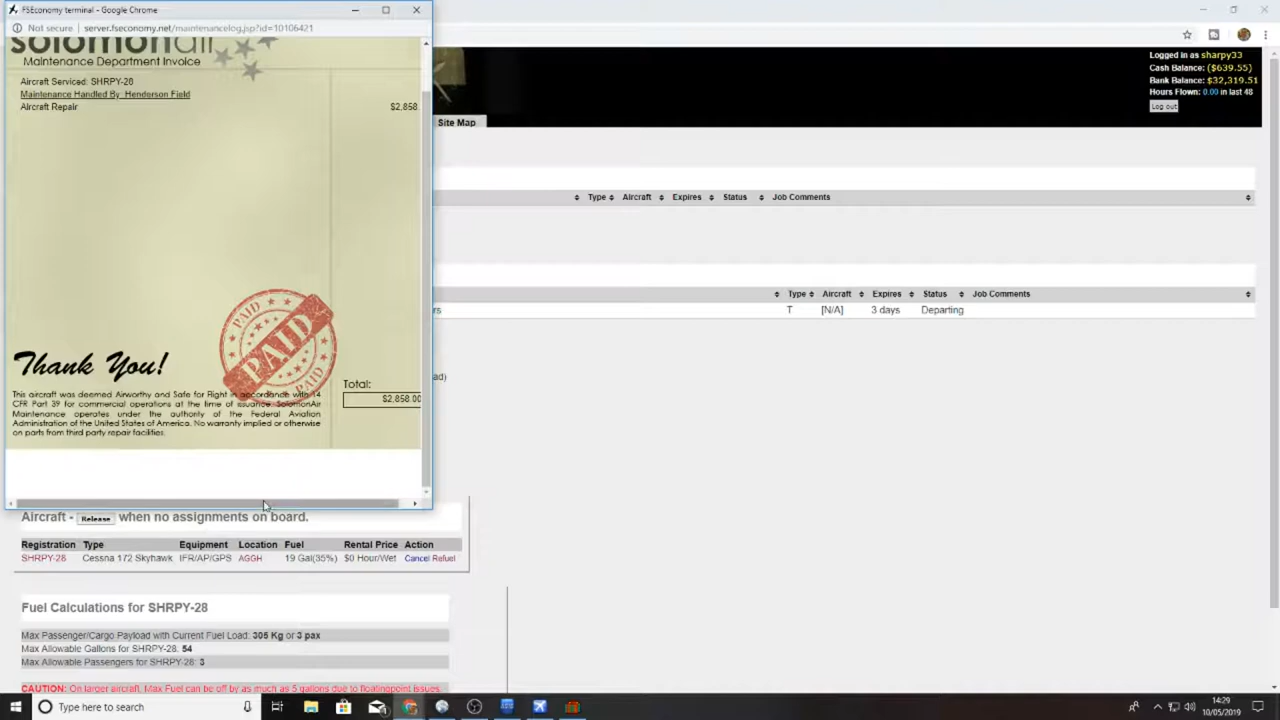 FSEconomy terminal - Google Chrome
Not secure | server.fseconomy.net/maintenancelog.jsp?id=10106421
solomonair
Maintenance Department Invoice
Aircraft Serviced: SHRPY-28
Maintenance Handled By: Henderson Field
Aircraft Repair $2,858.
PAID
PAID
PAID
Thank You!
Total:
$2,858.00
This aircraft was deemed Airworthy and Safe for Right in accordance with 14
CFR Part 39 for commercial operations at the time of issuance. SolomonAir
Maintenance operates under the authority of the Federal Aviation
Administration of the United States of America. No warranty implied or otherwise
on parts from third party repair facilities.
Logged in as sharpy33
Cash Balance: ($639.55)
Bank Balance: $32,319.51
Hours Flown: 0.00 in last 48
Log out
Site Map
Type Aircraft Expires Status Job Comments
Type Aircraft Expires Status Job Comments
rs T [N/A] 3 days Departing
ad)
Aircraft - Release when no assignments on board.
Registration Type Equipment Location Fuel Rental Price Action
SHRPY-28 Cessna 172 Skyhawk IFR/AP/GPS AGGH 19 Gal(35%) $0 Hour/Wet Cancel Refuel
Fuel Calculations for SHRPY-28
Max Passenger/Cargo Payload with Current Fuel Load: 305 Kg or 3 pax
Max Allowable Gallons for SHRPY-28: 54
Max Allowable Passengers for SHRPY-28: 3
CAUTION: On larger aircraft, Max Fuel can be off by as much as 5 gallons due to floatingpoint issues.
Type here to search
14:29
10/05/2019